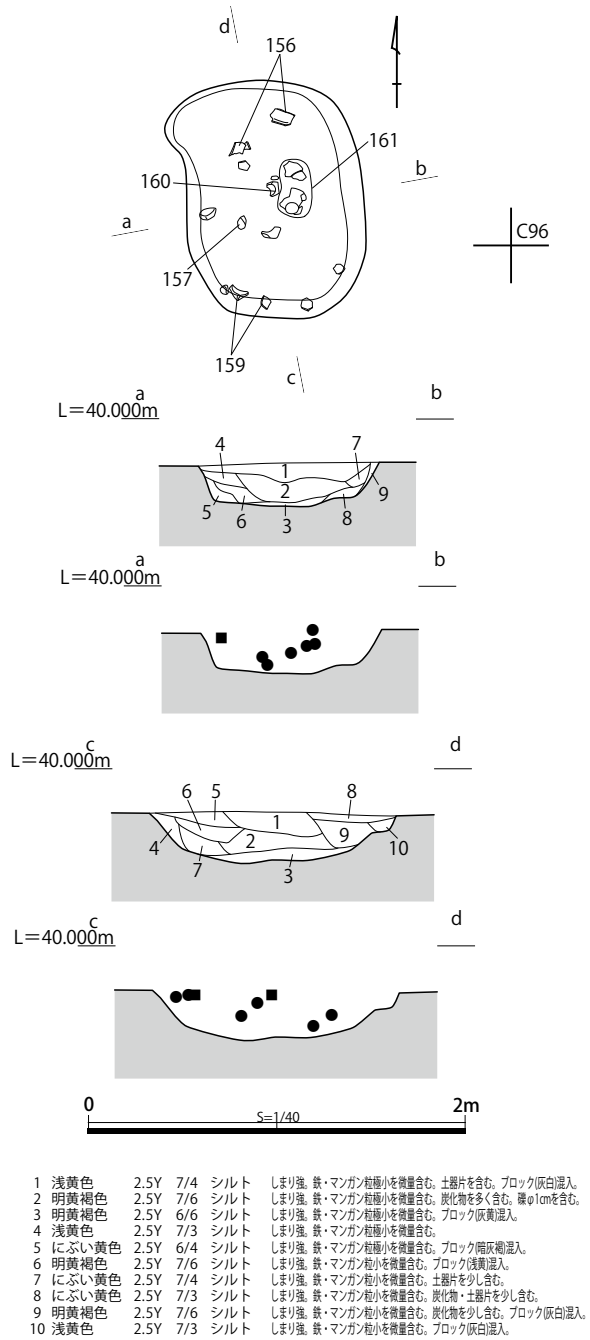 d
156
161
b
160
a
C96
157
159
c
a
b
L＝40.000m
4
7
1
2
9
5
6
3
8
a
b
L＝40.000m
c
d
L＝40.000m
6
5
1
8
4
2
9
10
7
3
c
d
L＝40.000m
0
S=1/40
2m
1 浅黄色 2.5Y 7/4 シルト しまり強。鉄・マンガン粒極小を微量含む。土器片を含む。ブロック(灰白)混入。
2 明黄褐色 2.5Y 7/6 シルト しまり強。鉄・マンガン粒極小を微量含む。炭化物を多く含む。礫φ1cmを含む。
3 明黄褐色 2.5Y 6/6 シルト しまり強。鉄・マンガン粒極小を微量含む。ブロック(灰黄)混入。
4 浅黄色 2.5Y 7/3 シルト しまり強。鉄・マンガン粒極小を微量含む。
5 にぶい黄色 2.5Y 6/4 シルト しまり強。鉄・マンガン粒極小を微量含む。ブロック(暗灰褐)混入。
6 明黄褐色 2.5Y 7/6 シルト しまり強。鉄・マンガン粒小を微量含む。ブロック(浅黄)混入。
7 にぶい黄色 2.5Y 7/4 シルト しまり強。鉄・マンガン粒小を微量含む。土器片を少し含む。
8 にぶい黄色 2.5Y 7/3 シルト しまり強。鉄・マンガン粒小を微量含む。炭化物・土器片を少し含む。
9 明黄褐色 2.5Y 7/6 シルト しまり強。鉄・マンガン粒小を微量含む。炭化物を少し含む。ブロック(灰白)混入。
10 浅黄色 2.5Y 7/3 シルト しまり強。鉄・マンガン粒小を微量含む。ブロック(灰白)混入。